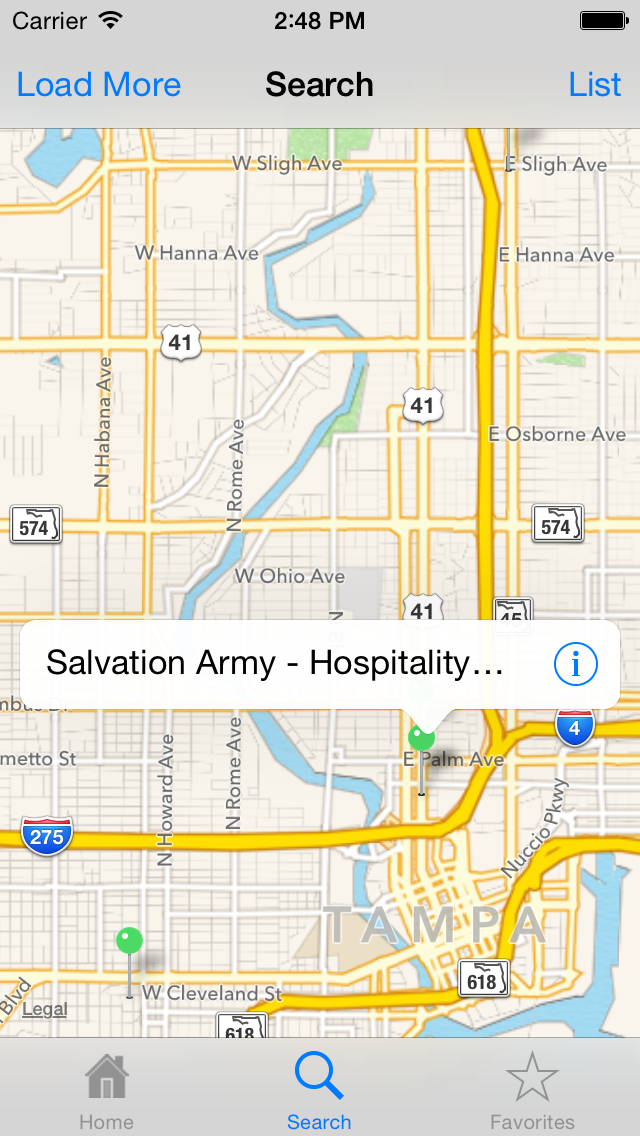 Carrier 2:48 PM
Load More Search List
W Sligh Ave
E Sligh Ave
W Hanna Ave
E Hanna Ave
41
N Habana Ave
41
N Rome Ave
E Osborne Ave
574
574
W Ohio Ave
41
45
Salvation Army - Hospitality...
4
metto St
E Palm Ave
N Howard Ave
N Rome Ave
275
Nuccio Pkwy
TAMPA
618
W Cleveland St
Blvd
Legal
618
Home Search Favorites